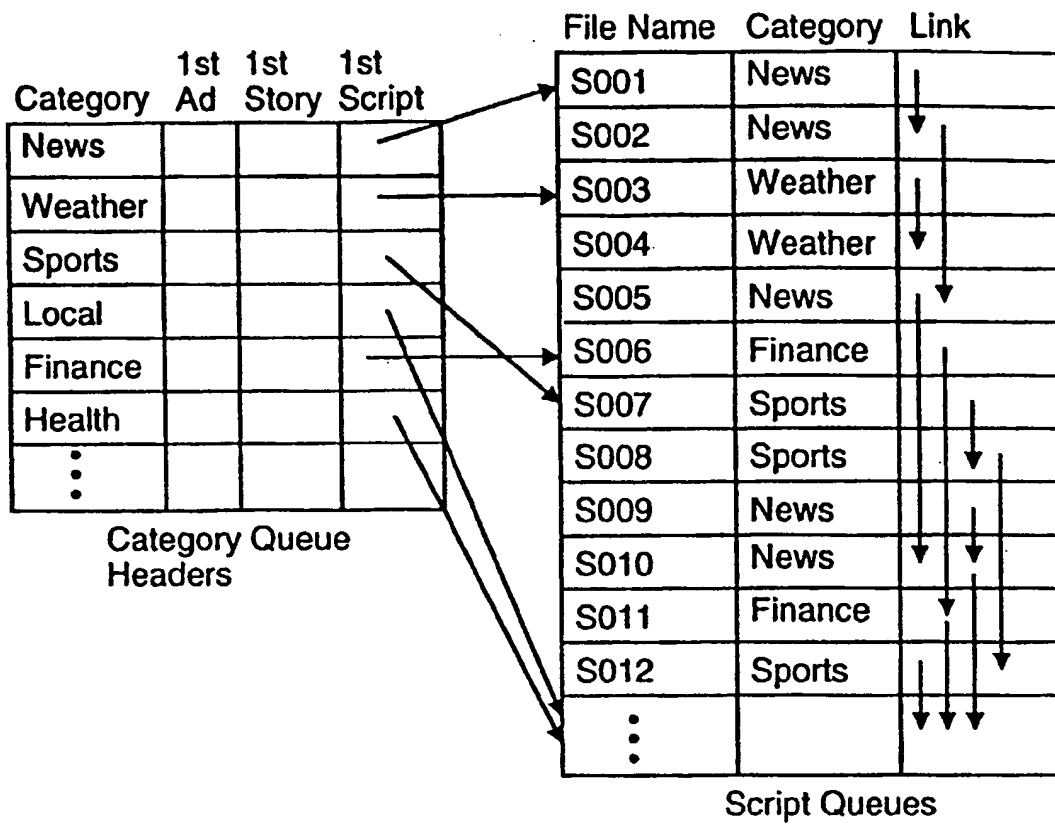 File Name Category Link
1st 1st 1st
Category Ad Story Script
News
Weather
Sports
Local
Finance
Health
Category Queue
Headers
S001 News
S002 News
S003 Weather
S004 Weather
S005 News
S006 Finance
S007 Sports
S008 Sports
S009 News
S010 News
S011 Finance
S012 Sports
Script Queues